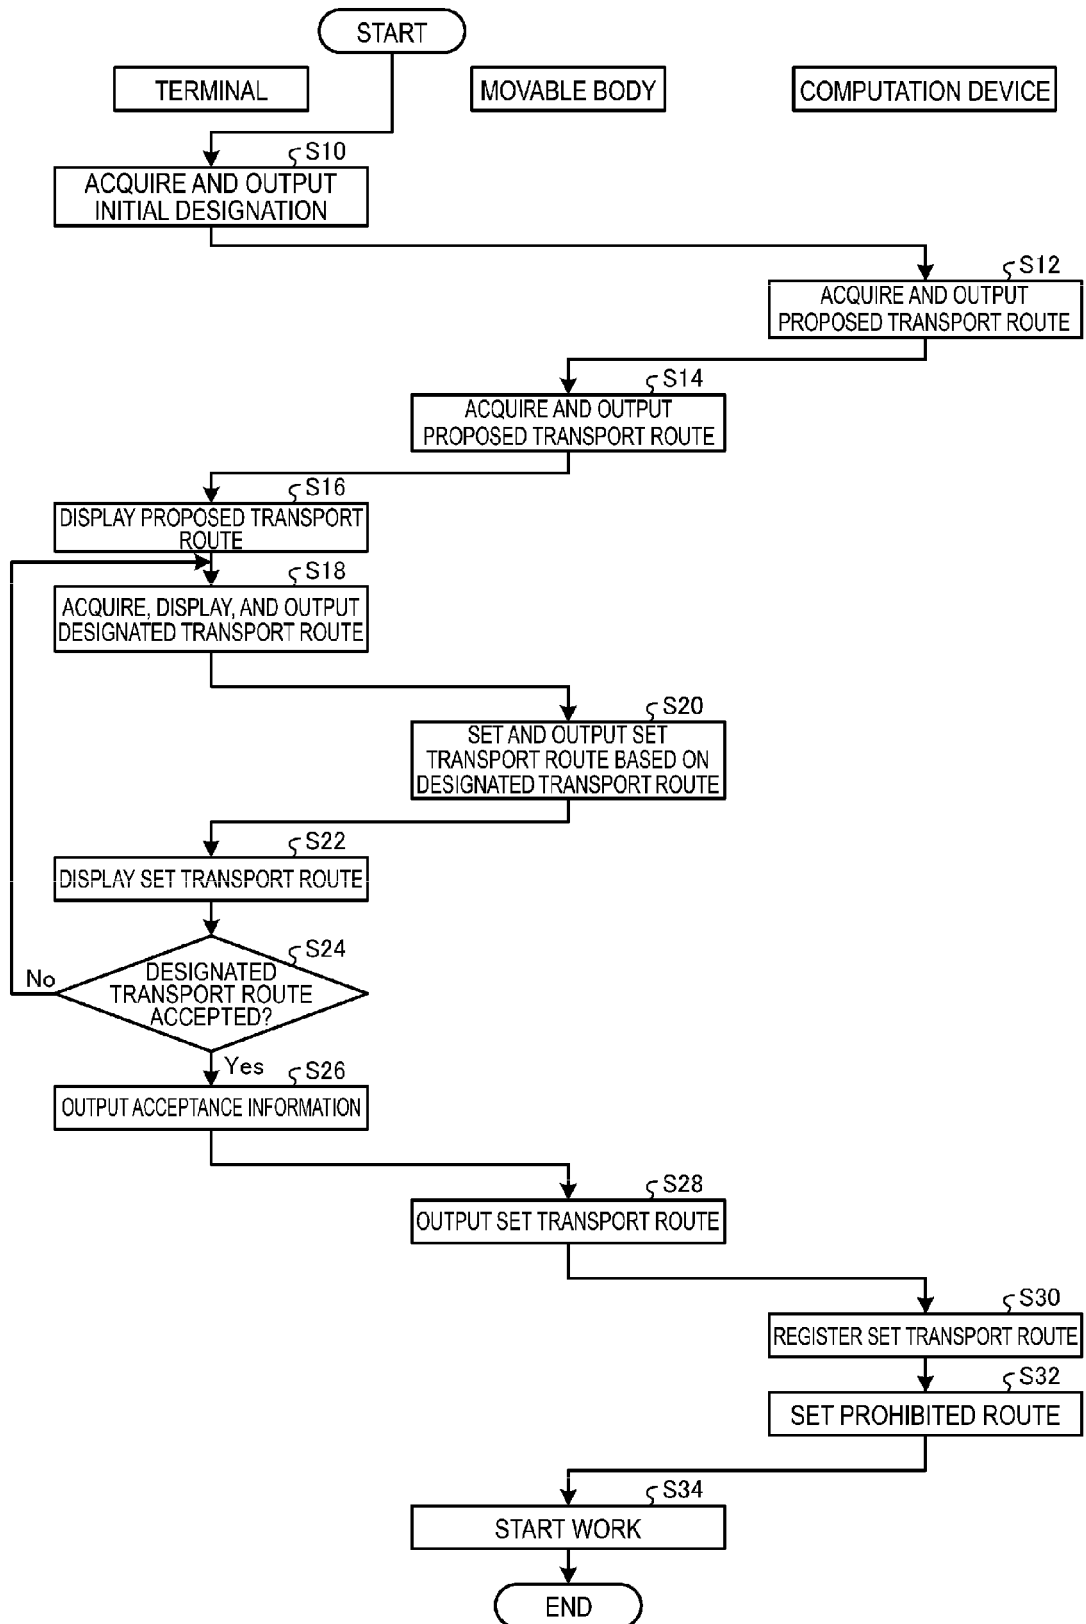 START
TERMINAL
MOVABLE BODY
COMPUTATION DEVICE
S10
ACQUIRE AND OUTPUT
INITIAL DESIGNATION
S12
ACQUIRE AND OUTPUT
PROPOSED TRANSPORT ROUTE
S14
ACQUIRE AND OUTPUT
PROPOSED TRANSPORT ROUTE
S16
DISPLAY PROPOSED TRANSPORT
ROUTE
S18
ACQUIRE, DISPLAY, AND OUTPUT
DESIGNATED TRANSPORT ROUTE
S20
SET AND OUTPUT SET
TRANSPORT ROUTE BASED ON
DESIGNATED TRANSPORT ROUTE
S22
DISPLAY SET TRANSPORT ROUTE
S24
DESIGNATED
TRANSPORT ROUTE
ACCEPTED?
No
Yes
S26
OUTPUT ACCEPTANCE INFORMATION
S28
OUTPUT SET TRANSPORT ROUTE
S30
REGISTER SET TRANSPORT ROUTE
S32
SET PROHIBITED ROUTE
S34
START WORK
END